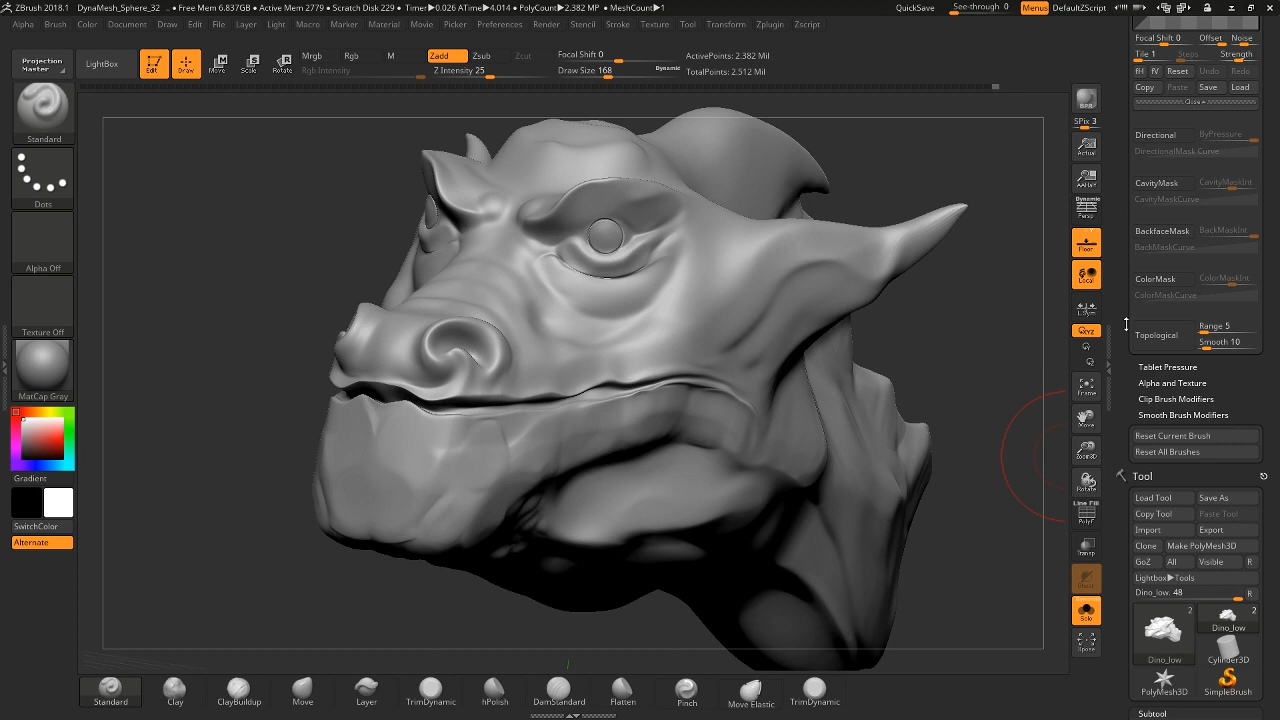 ZBrush 2018.1 DynaMesh_Sphere_32 • Free Mem 6.837GB • Active Mem 2779 • Scratch Disk 229 • Timer▶0.026 ATime▶4.014 • PolyCount▶2.382 MP • MeshCount▶1 QuickSave See-through 0 Menus DefaultZScript
Alpha Brush Color Document Draw Edit File Layer Light Macro Marker Material Movie Picker Preferences Render Stencil Stroke Texture Tool Transform Zplugin Zscript
Projection Master
LightBox
Edit
Draw
Move
Scale
Rotate
Mrgb Rgb M
Rgb Intensity
Zadd Zsub Zcut
Z Intensity 25
Focal Shift 0
Draw Size 168 Dynamic
ActivePoints: 2.382 Mil
TotalPoints: 2.512 Mil
Standard
Dots
Alpha Off
Texture Off
MatCap Gray
Gradient
SwitchColor
Alternate
BPR
SPix 3
Actual
AAHalf
Dynamic
Persp
Floor
Local
L.Sym
XYZ
Frame
Move
Zoom3D
Rotate
Line Fill
PolyF
Transp
Ghost
Dynamic
Solo
Xpose
Focal Shift 0 Offset Noise
Tile 1 Steps Strength
fH fV Reset Undo Redo
Copy Paste Save Load
Close
Directional ByPressure
DirectionalMask Curve
CavityMask CavityMaskInt
CavityMaskCurve
BackfaceMask BackMaskInt
BackMaskCurve
ColorMask ColorMaskInt
ColorMaskCurve
Topological Range 5
Smooth 10
Tablet Pressure
Alpha and Texture
Clip Brush Modifiers
Smooth Brush Modifiers
Reset Current Brush
Reset All Brushes
Tool
Load Tool Save As
Copy Tool Paste Tool
Import Export
Clone Make PolyMesh3D
GoZ All Visible R
Lightbox▶Tools
Dino_low. 48 R
2 2
Dino_low
Dino_low Cylinder3D
PolyMesh3D SimpleBrush
Subtool
Standard Clay ClayBuildup Move Layer TrimDynamic hPolish DamStandard Flatten Pinch Move Elastic TrimDynamic